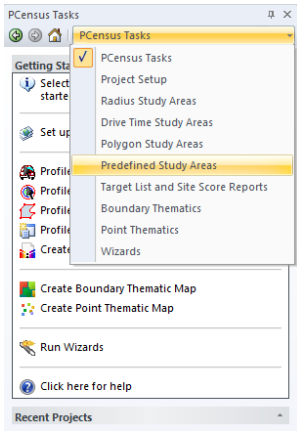 PCensus Tasks
PCensus Tasks
Getting Sta
PCensus Tasks
Selec
Project Setup
starte
Radius Study Areas
Drive Time Study Areas
Set up
Polygon Study Areas
Predefined Study Areas
Profile
Target List and Site Score Reports
Profile
Boundary Thematics
Profile
Point Thematics
Profile
Wizards
Create
Create Boundary Thematic Map
Create Point Thematic Map
Run Wizards
Click here for help
Recent Projects